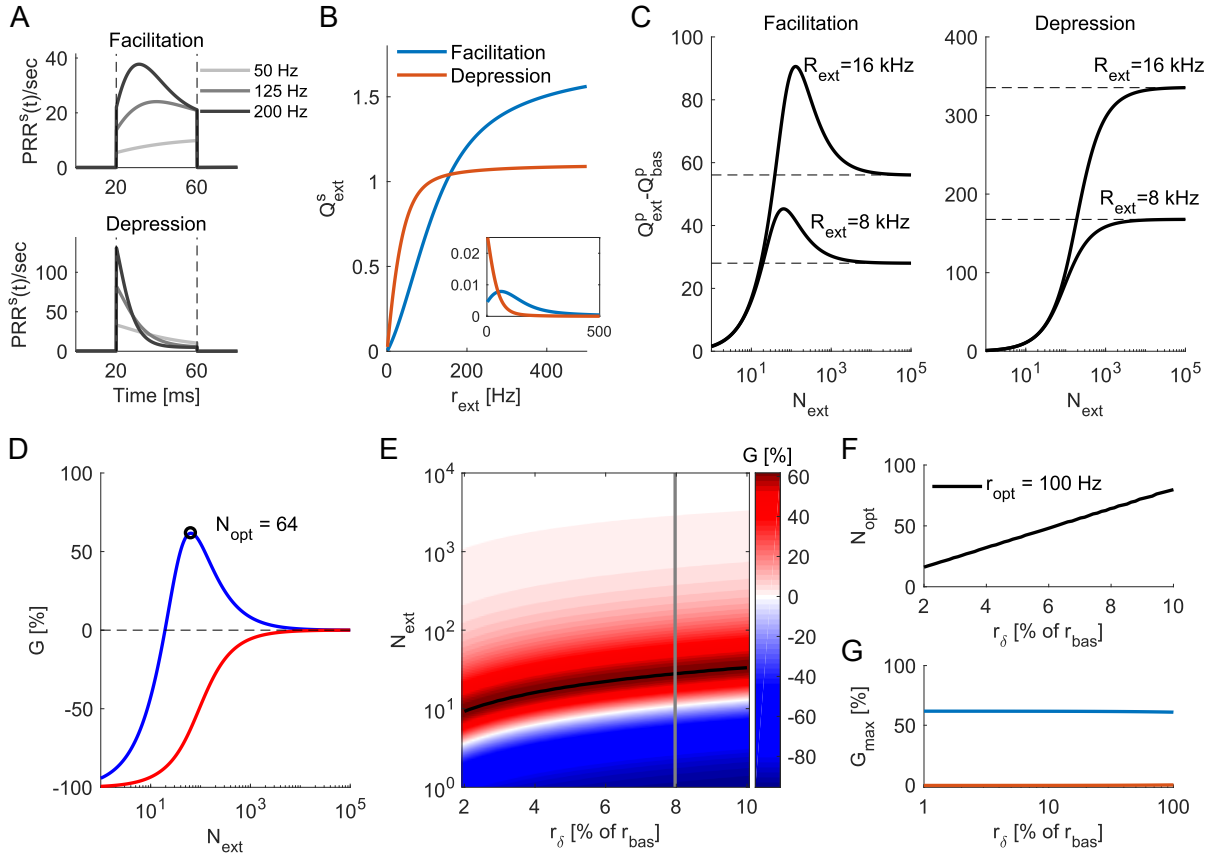 A
Facilitation
PRR^s(t)/sec
40
20
0
20
60
50 Hz
125 Hz
200 Hz
Depression
PRR^s(t)/sec
100
50
0
20
60
Time [ms]
B
Facilitation
Depression
Q^s_ext
1.5
1
0.5
0
0
200
400
r_ext [Hz]
0.02
0.01
0
0
500
C
Facilitation
Q^p_ext-Q^p_bas
100
80
60
40
20
0
R_ext=16 kHz
R_ext=8 kHz
10^1
10^3
10^5
N_ext
Depression
400
300
200
100
0
R_ext=16 kHz
R_ext=8 kHz
10^1
10^3
10^5
N_ext
D
G [%]
100
50
0
-50
-100
N_opt = 64
10^1
10^3
10^5
N_ext
E
G [%]
N_ext
10^4
10^3
10^2
10^1
10^0
2
4
6
8
10
r_δ [% of r_bas]
60
40
20
0
-20
-40
-60
-80
F
N_opt
100
50
0
r_opt = 100 Hz
2
4
6
8
10
r_δ [% of r_bas]
G
G_max [%]
100
50
0
1
10
100
r_δ [% of r_bas]